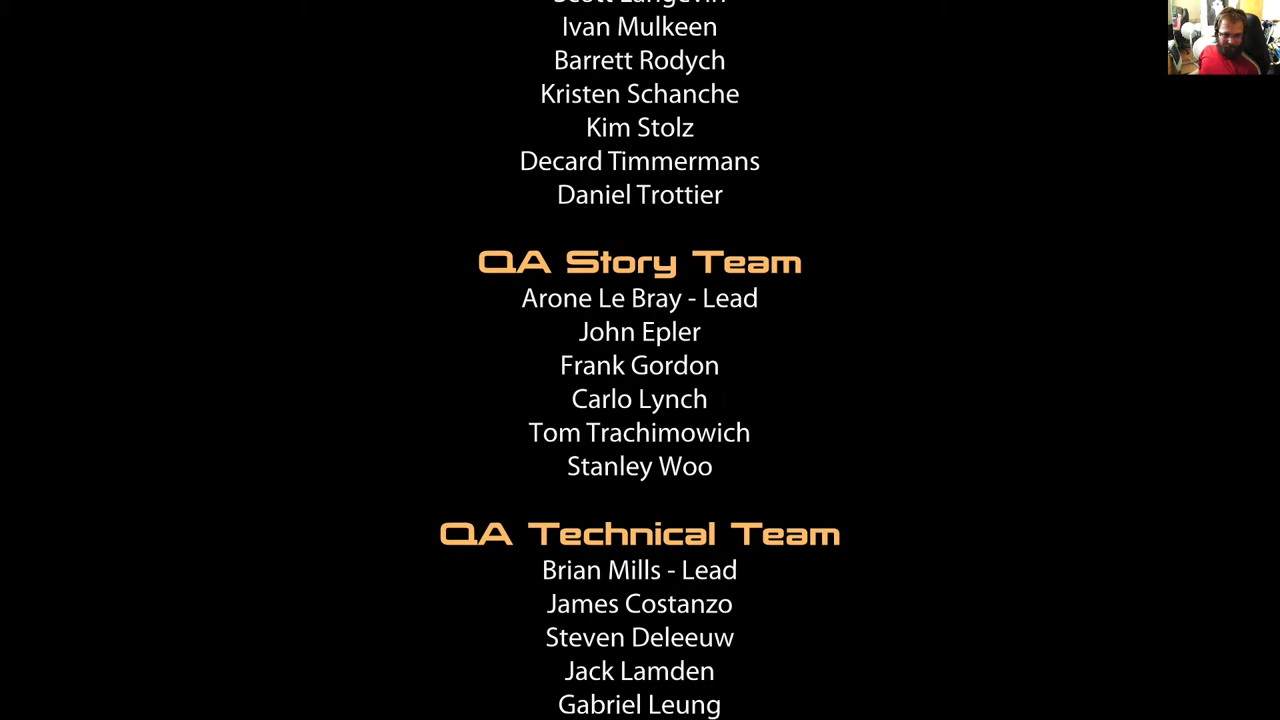 Ivan Mulkeen
Barrett Rodych
Kristen Schanche
Kim Stolz
Decard Timmermans
Daniel Trottier
QA Story Team
Arone Le Bray - Lead
John Epler
Frank Gordon
Carlo Lynch
Tom Trachimowich
Stanley Woo
QA Technical Team
Brian Mills - Lead
James Costanzo
Steven Deleeuw
Jack Lamden
Gabriel Leung